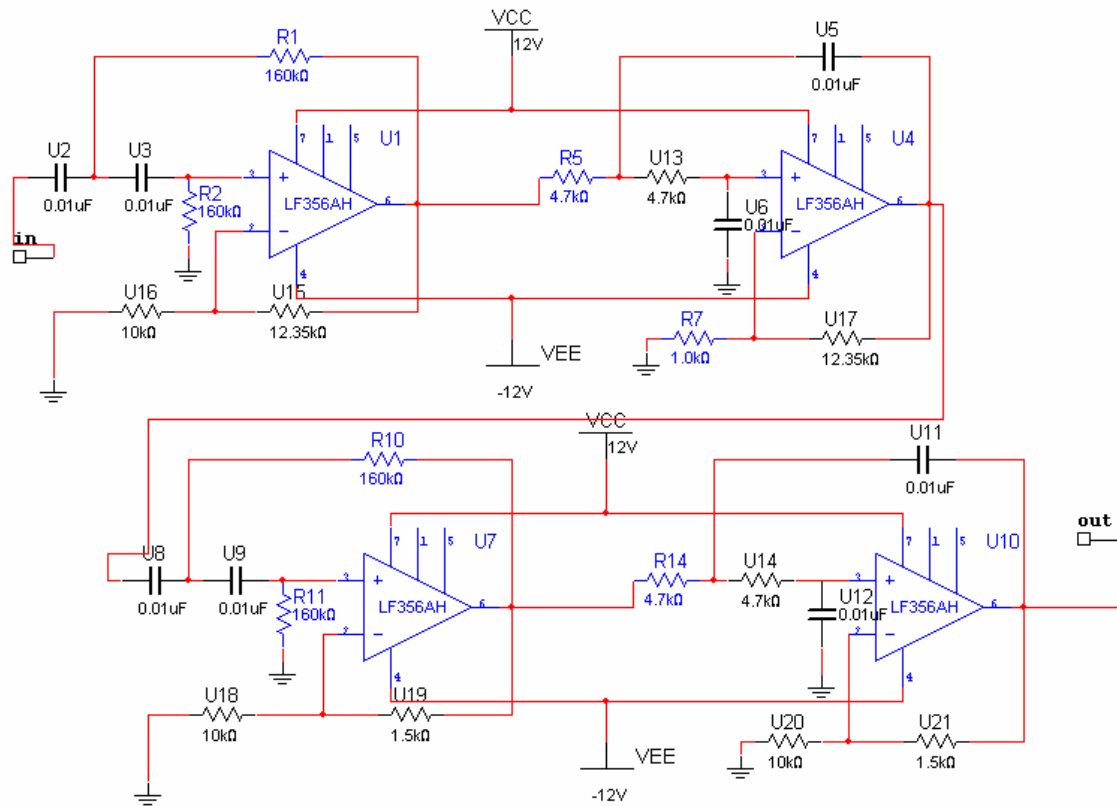 VCC
12V
R1
160kΩ
U5
0.01uF
U2
0.01uF
U3
0.01uF
R2
160kΩ
7
1
5
U1
3
2
6
4
LF356AH
R5
4.7kΩ
U13
4.7kΩ
U6
0.01uF
7
1
5
U4
3
2
6
4
LF356AH
in
U16
10kΩ
U15
12.35kΩ
R7
1.0kΩ
U17
12.35kΩ
VEE
-12V
VCC
12V
R10
160kΩ
U11
0.01uF
out
U8
0.01uF
U9
0.01uF
R11
160kΩ
7
1
5
U7
3
2
6
4
LF356AH
R14
4.7kΩ
U14
4.7kΩ
U12
0.01uF
7
1
5
U10
3
2
6
4
LF356AH
U18
10kΩ
U19
1.5kΩ
U20
10kΩ
U21
1.5kΩ
VEE
-12V